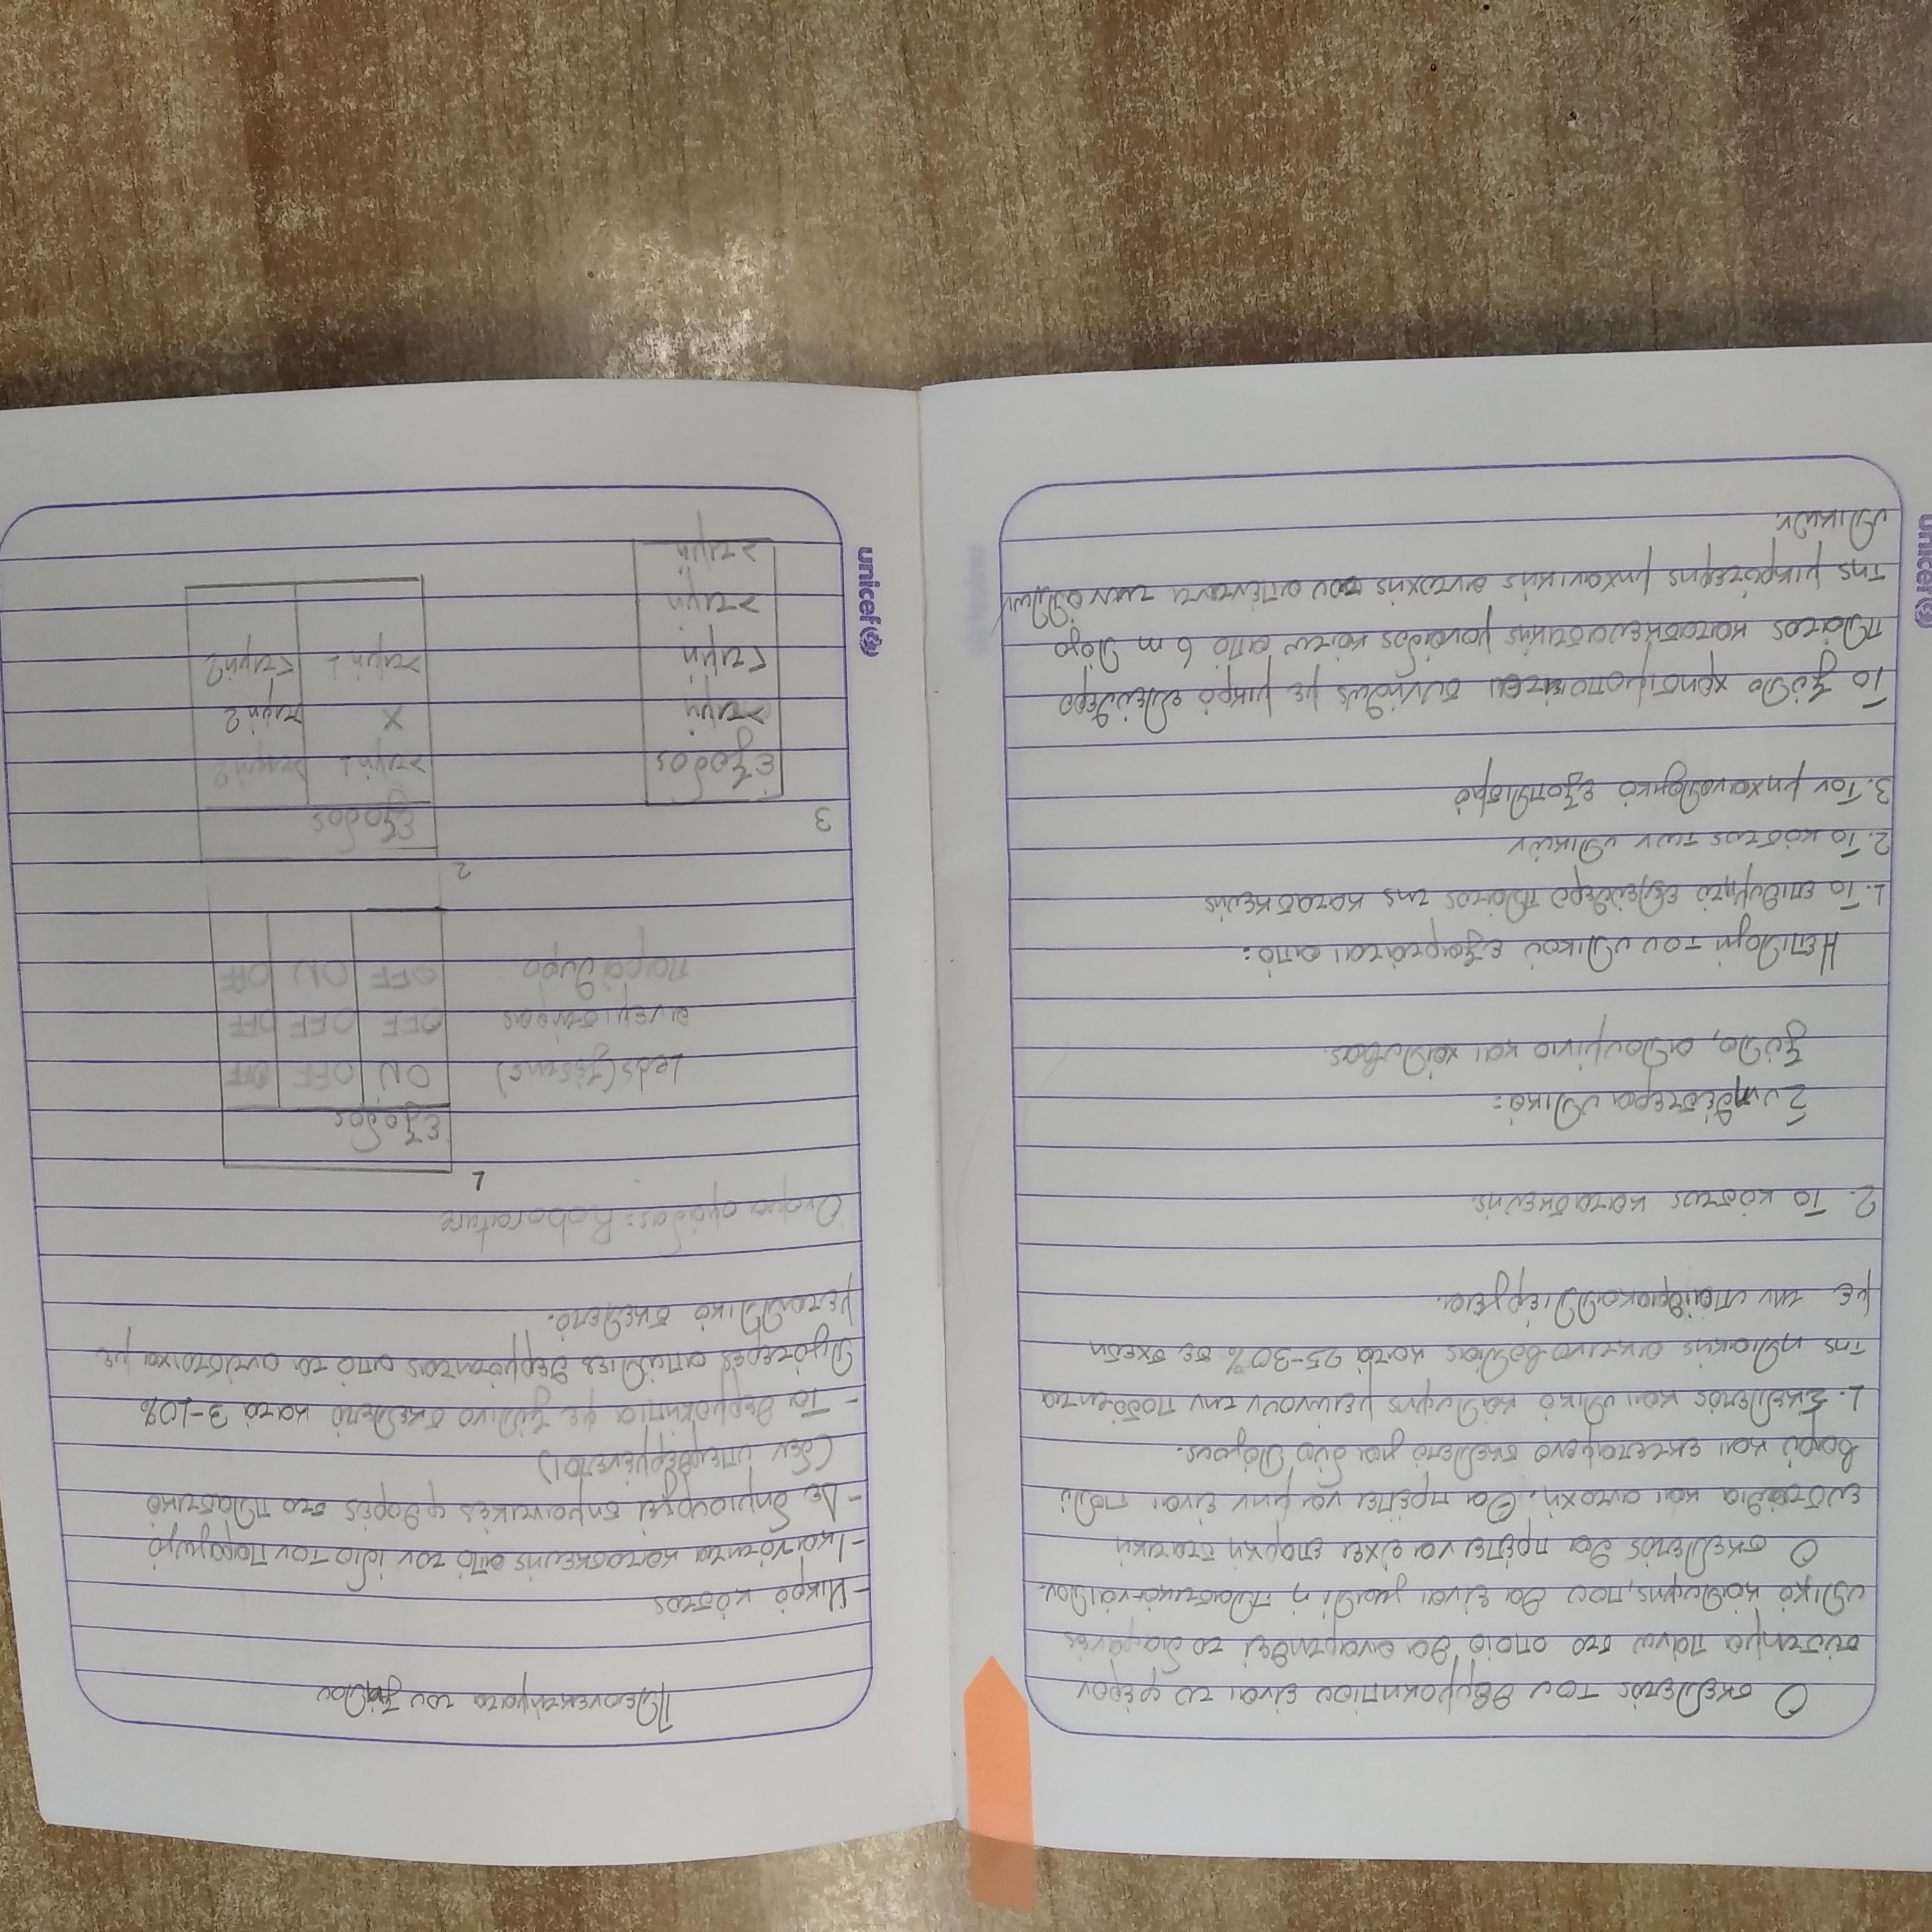 Ο σκελετός του θερμοκηπίου είναι το φέρον
σύστημα πάνω στο οποίο θα αναρτηθεί το διαφανές
υλικό κάλυψης, που θα είναι γυαλί ή πλαστικό-νάιλον.
Ο σκελετός θα πρέπει να έχει επαρκή στατική
ευστάθια και αντοχή. Θα πρέπει να μην είναι πολύ
βαρύ και εκτεταμενο σκελετό για δύο λόγους.
1. Σκελετός και υλικό κάλυψης μειώνουν την ποσότητα
της ηλιακής ακτινοβολίας κατά 25-30% σε σχεση
με την υπαίθρια καλλιέργεια.
2. Το κόστος κατασκευής.
Συνηθέστερα υλικά:
ξύλο, αλουμίνιο και χάλυβας.
Η επιλογή του υλικού εξαρτάται από:
1. Το επιθυμητό ελεύθερο πλάτος της κατασκευής
2. Το κόστος των υλικών
3. Τον μηχανολογικό εξοπλισμό
Το ξύλο χρησιμοποιείται συνήθως με μικρό ελεύθερο
πλάτος κατασκευαστικής μονάδος κάτω από 6 m λόγο
της μικρότερης μηχανικής αντοχής του απέναντι των άλλων
υλικών.
unicef
Πλεονεκτήματα του ξύλου
- Μικρό κόστος
- Ικανότητα κατασκευής από τον ίδιο τον παραγωγό
- Δε δημιουργεί σημαντικές φθορές στο πλαστικό
(δεν υπερθερμένεται)
- Τα θερμοκήπια με ξύλινο σκελετό κατά 3-10%
λιγότερες απώλιες θερμότητας από τα αντίστοιχα με
μεταλλικό σκελετό.
Όνομα ομάδας: Roborature
1
έξοδος
Leds (ζέστης) ON OFF OFF
ανεμιστήρας OFF OFF OFF
παράθυρο OFF ON OFF
2
έξοδος
>τιμή 1 >τιμή 2
X >τιμή 2
>τιμή 1 <τιμή 2
3
έξοδος
>τιμή
<τιμή
>τιμή
>τιμή
unicef